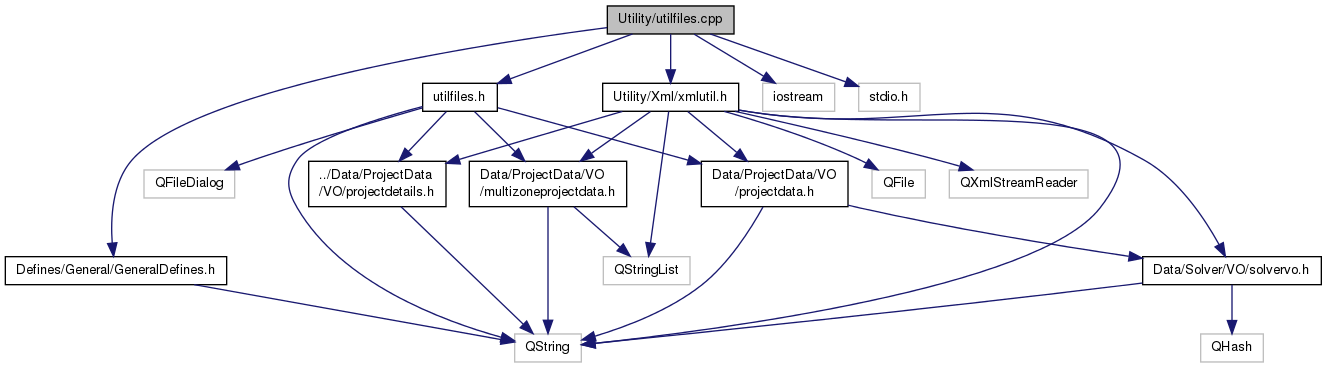 Utility/utilfiles.cpp
utilfiles.h
Utility/Xml/xmlutil.h
iostream
stdio.h
QFileDialog
../Data/ProjectData
/VO/projectdetails.h
Data/ProjectData/VO
/multizoneprojectdata.h
Data/ProjectData/VO
/projectdata.h
QFile
QXmlStreamReader
Defines/General/GeneralDefines.h
QStringList
Data/Solver/VO/solvervo.h
QString
QHash